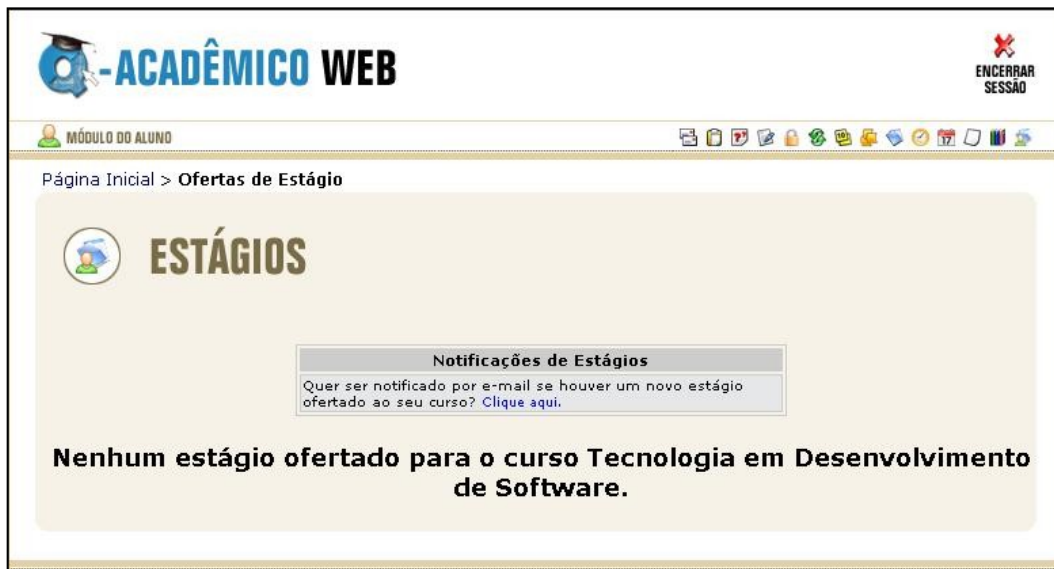 Q-ACADÊMICO WEB
ENCERRAR
SESSÃO
MÓDULO DO ALUNO
17
Página Inicial > Ofertas de Estágio
ESTÁGIOS
Notificações de Estágios
Quer ser notificado por e-mail se houver um novo estágio
ofertado ao seu curso? Clique aqui.
Nenhum estágio ofertado para o curso Tecnologia em Desenvolvimento
de Software.